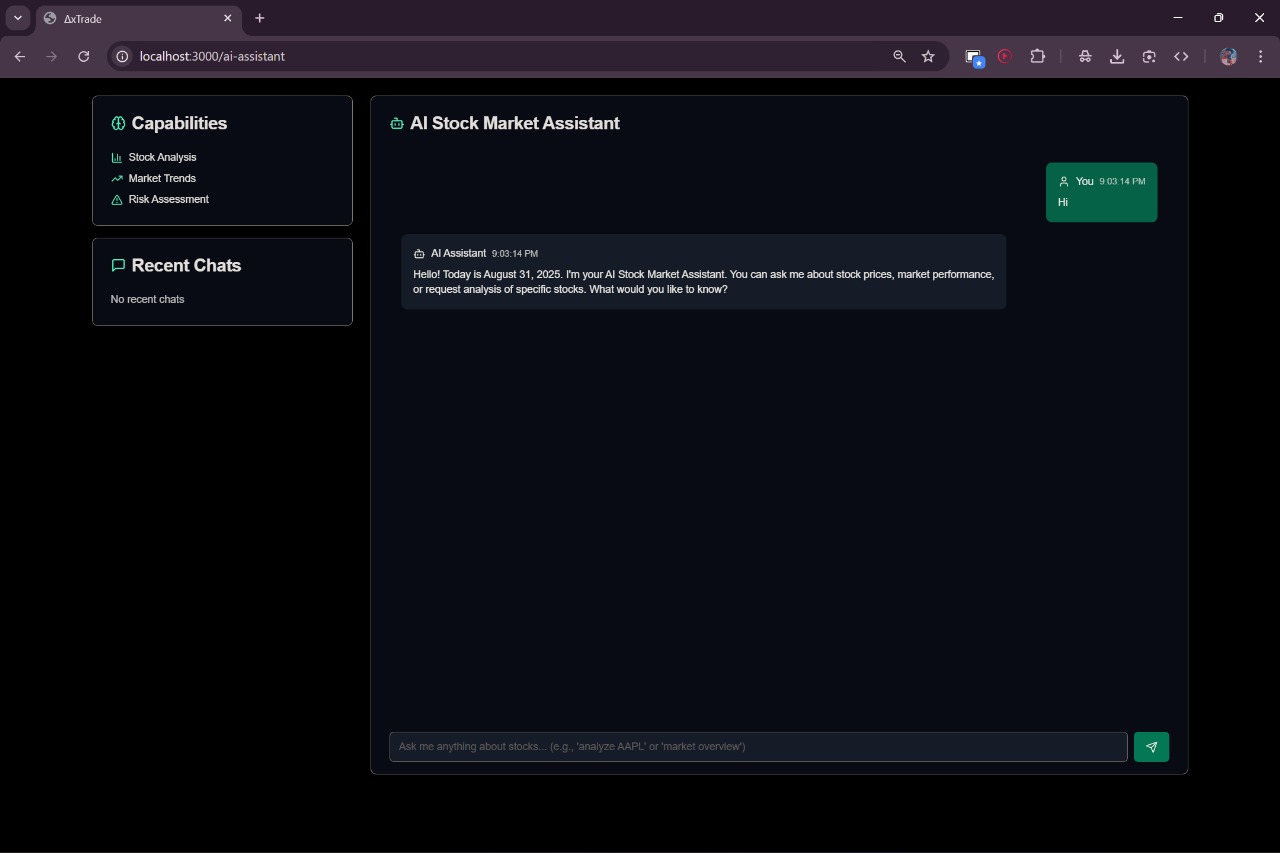 ΔxTrade
localhost:3000/ai-assistant
Capabilities
Stock Analysis
Market Trends
Risk Assessment
Recent Chats
No recent chats
AI Stock Market Assistant
You 9:03:14 PM
Hi
AI Assistant 9:03:14 PM
Hello! Today is August 31, 2025. I'm your AI Stock Market Assistant. You can ask me about stock prices, market performance,
or request analysis of specific stocks. What would you like to know?
Ask me anything about stocks... (e.g., 'analyze AAPL' or 'market overview')